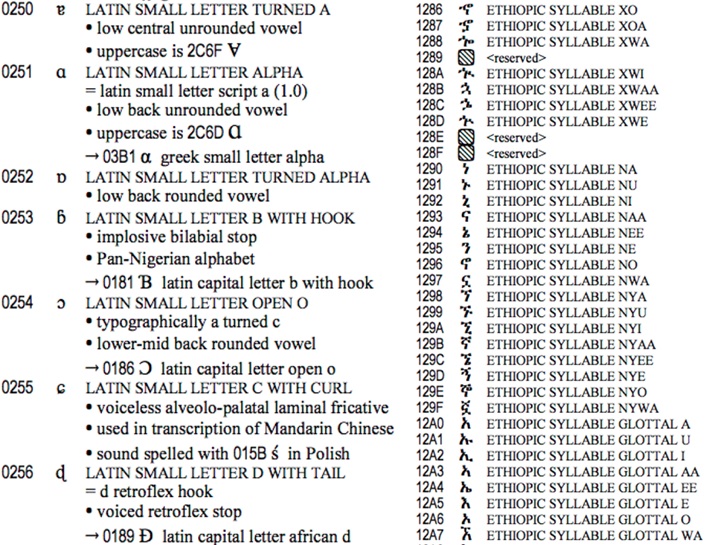 0250 ɐ LATIN SMALL LETTER TURNED A
• low central unrounded vowel
• uppercase is 2C6F Ɐ
0251 ɑ LATIN SMALL LETTER ALPHA
= latin small letter script a (1.0)
• low back unrounded vowel
• uppercase is 2C6D Ɑ
→ 03B1 α greek small letter alpha
0252 ɒ LATIN SMALL LETTER TURNED ALPHA
• low back rounded vowel
0253 ɓ LATIN SMALL LETTER B WITH HOOK
• implosive bilabial stop
• Pan-Nigerian alphabet
→ 0181 Ɓ latin capital letter b with hook
0254 ɔ LATIN SMALL LETTER OPEN O
• typographically a turned c
• lower-mid back rounded vowel
→ 0186 Ɔ latin capital letter open o
0255 ɕ LATIN SMALL LETTER C WITH CURL
• voiceless alveolo-palatal laminal fricative
• used in transcription of Mandarin Chinese
• sound spelled with 015B ś in Polish
0256 ɖ LATIN SMALL LETTER D WITH TAIL
= d retroflex hook
• voiced retroflex stop
→ 0189 Ɖ latin capital letter african d
1286 ኆ ETHIOPIC SYLLABLE XO
1287 ኇ ETHIOPIC SYLLABLE XOA
1288 ኈ ETHIOPIC SYLLABLE XWA
1289 <reserved>
128A ኊ ETHIOPIC SYLLABLE XWI
128B ኋ ETHIOPIC SYLLABLE XWAA
128C ኌ ETHIOPIC SYLLABLE XWEE
128D ኍ ETHIOPIC SYLLABLE XWE
128E <reserved>
128F <reserved>
1290 ነ ETHIOPIC SYLLABLE NA
1291 ኑ ETHIOPIC SYLLABLE NU
1292 ኒ ETHIOPIC SYLLABLE NI
1293 ና ETHIOPIC SYLLABLE NAA
1294 ኔ ETHIOPIC SYLLABLE NEE
1295 ን ETHIOPIC SYLLABLE NE
1296 ኖ ETHIOPIC SYLLABLE NO
1297 ኗ ETHIOPIC SYLLABLE NWA
1298 ኘ ETHIOPIC SYLLABLE NYA
1299 ኙ ETHIOPIC SYLLABLE NYU
129A ኚ ETHIOPIC SYLLABLE NYI
129B ኛ ETHIOPIC SYLLABLE NYAA
129C ኜ ETHIOPIC SYLLABLE NYEE
129D ኝ ETHIOPIC SYLLABLE NYE
129E ኞ ETHIOPIC SYLLABLE NYO
129F ኟ ETHIOPIC SYLLABLE NYWA
12A0 አ ETHIOPIC SYLLABLE GLOTTAL A
12A1 ኡ ETHIOPIC SYLLABLE GLOTTAL U
12A2 ኢ ETHIOPIC SYLLABLE GLOTTAL I
12A3 ኣ ETHIOPIC SYLLABLE GLOTTAL AA
12A4 ኤ ETHIOPIC SYLLABLE GLOTTAL EE
12A5 እ ETHIOPIC SYLLABLE GLOTTAL E
12A6 ኦ ETHIOPIC SYLLABLE GLOTTAL O
12A7 ኧ ETHIOPIC SYLLABLE GLOTTAL WA